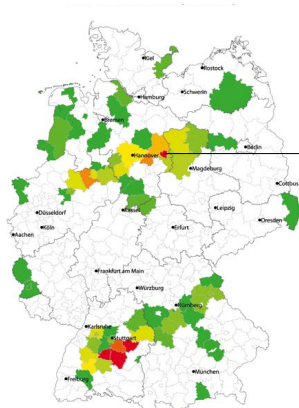 Kiel
Rostock
Hamburg
Schwerin
Bremen
Berlin
Hannover
Magdeburg
Cottbus
Düsseldorf
Kassel
Leipzig
Köln
Dresden
Aachen
Erfurt
Frankfurt am Main
Würzburg
Nürnberg
Karlsruhe
Stuttgart
München
Freiburg